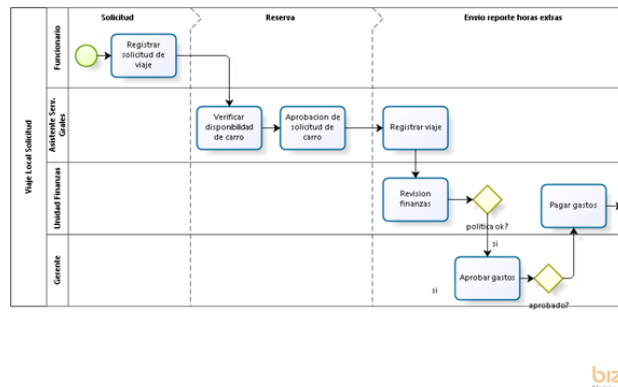 Solicitud
Reserva
Envio reporte horas extras
Viaje Local Solicitud
Funcionario
Registrar
solicitud de
viaje
Asistente Serv.
Grales
Verificar
disponibilidad
de carro
Aprobacion de
solicitud de
carro
Registrar viaje
Unidad Finanzas
Revision
finanzas
politica ok?
Pagar gastos
si
Gerente
si
Aprobar gastos
aprobado?
biz